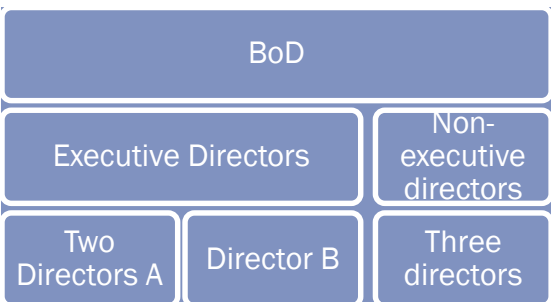 BoD
Executive Directors
Non-
executive
directors
Two
Directors A
Director B
Three
directors